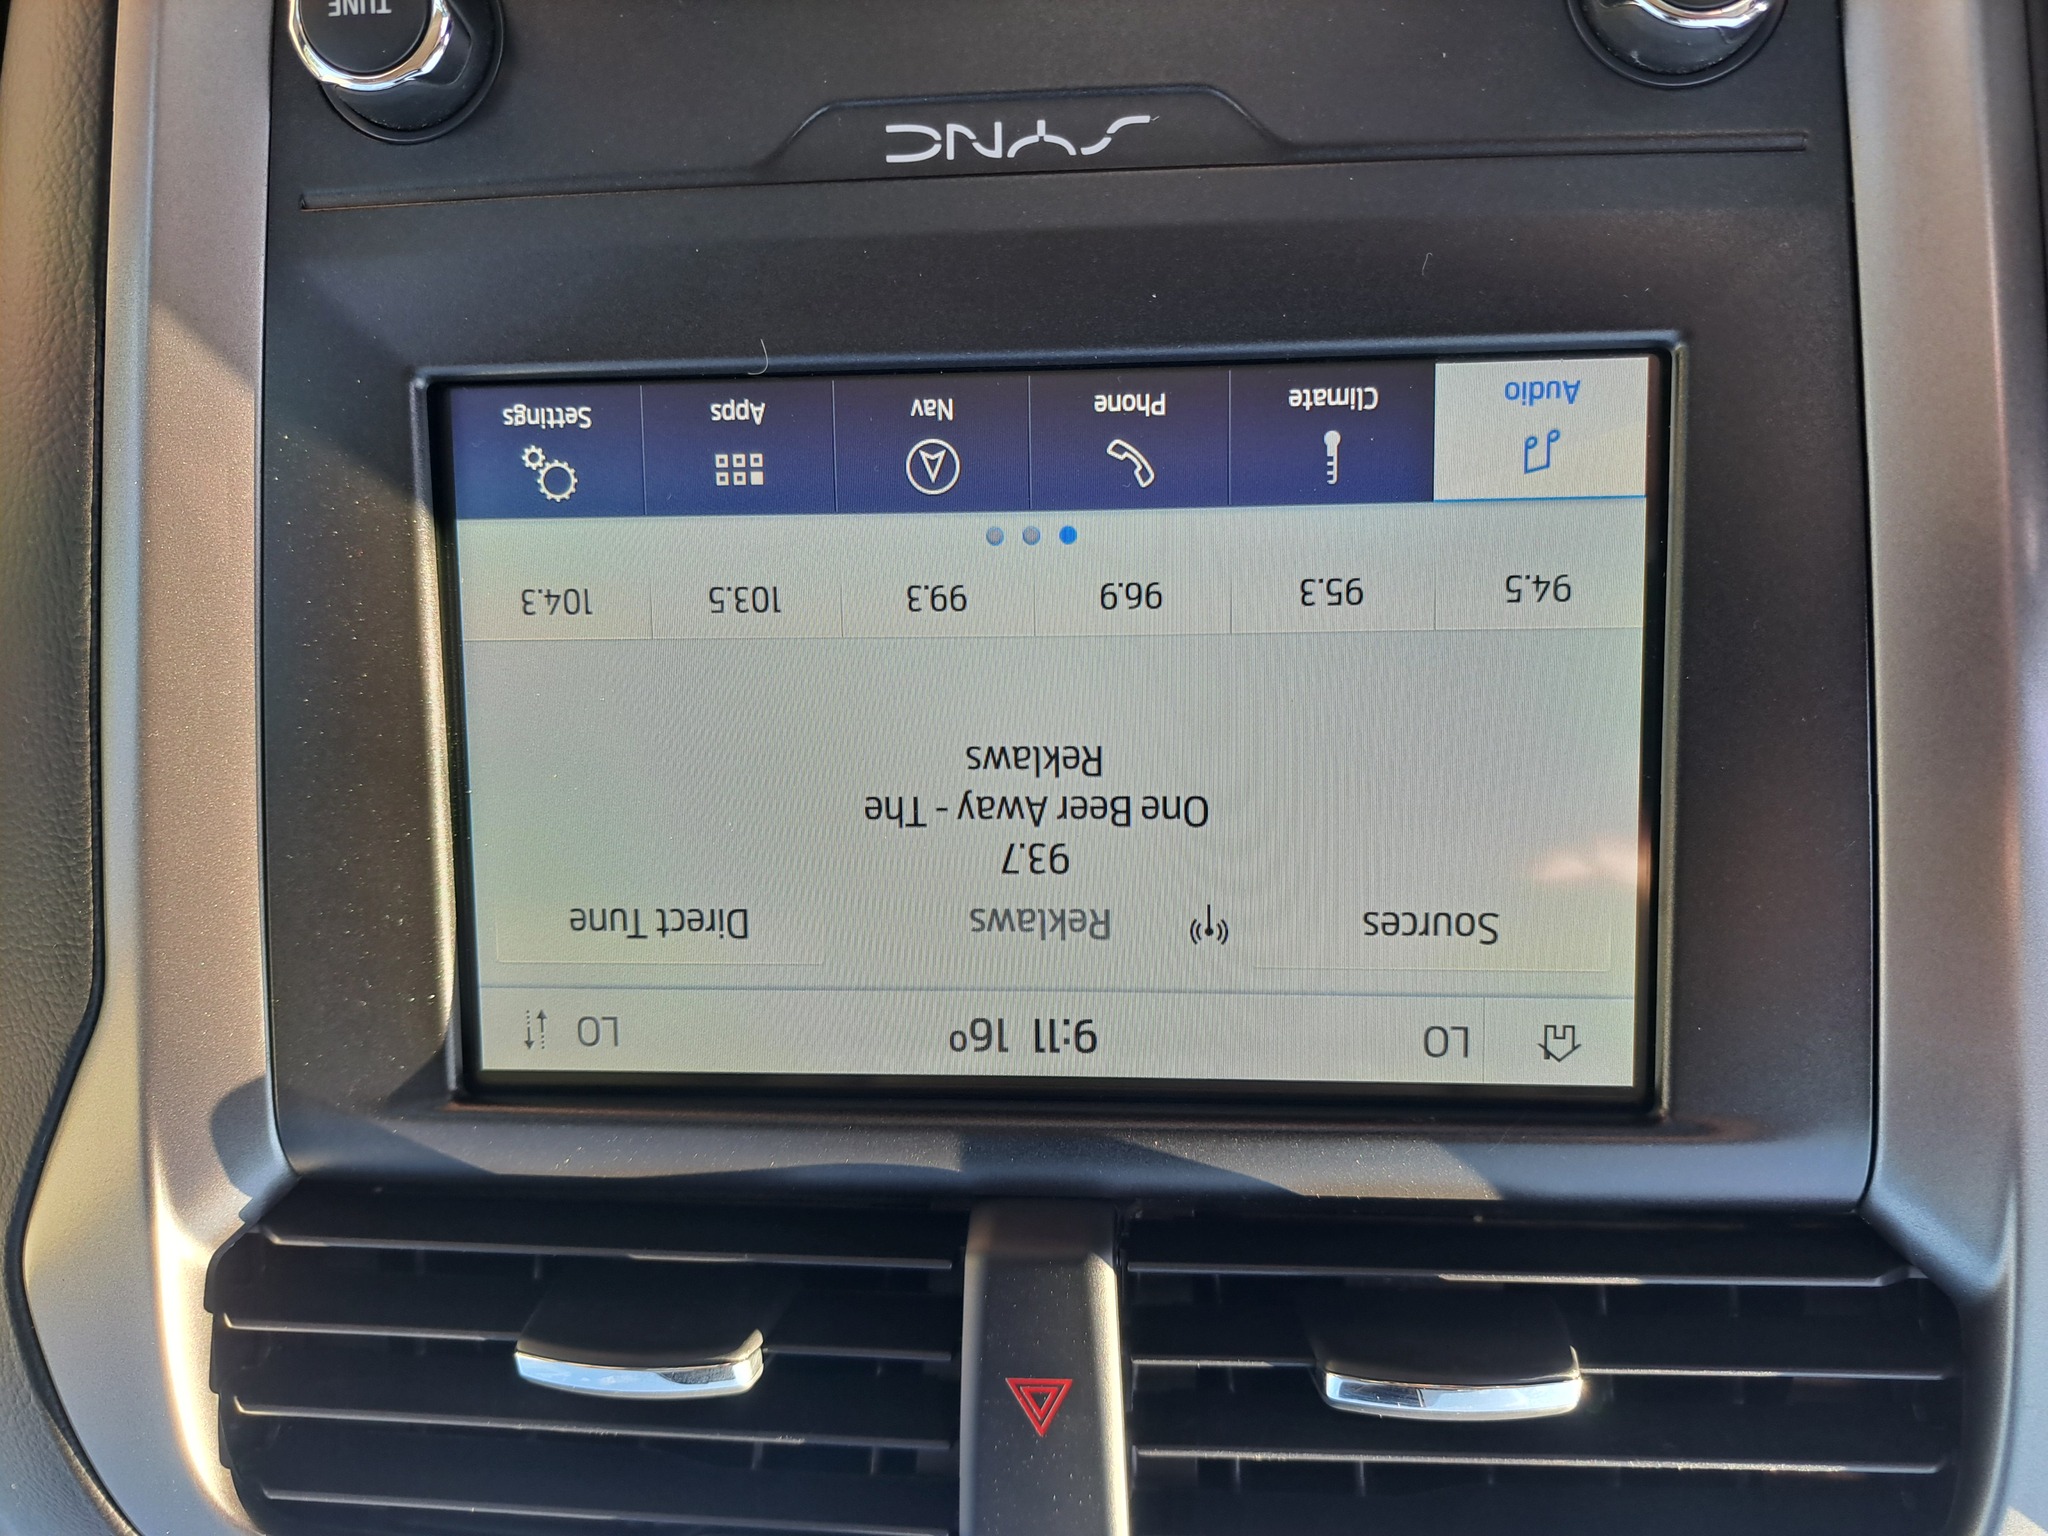 LO
9:11 16°
LO
Sources
Reklaws
Direct Tune
93.7
One Beer Away - The
Reklaws
94.5
95.3
96.9
99.3
103.5
104.3
Audio
Climate
Phone
Nav
Apps
Settings
SYNC
TUNE